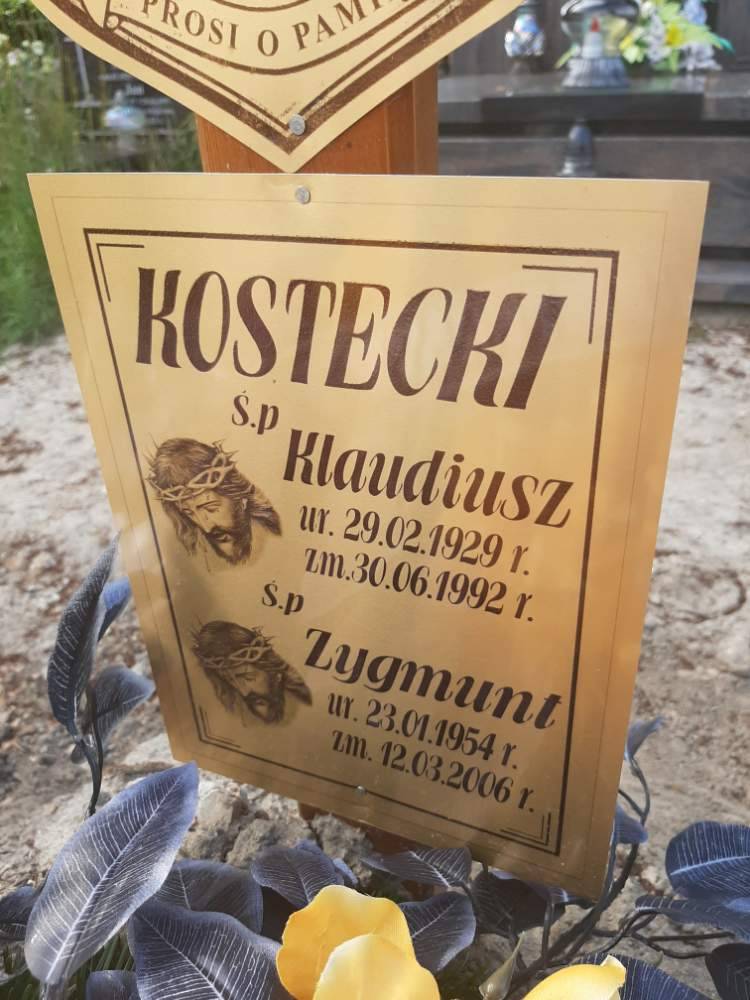 PROSI O
KOSTECKI
Ś.p
Klaudiusz
ur. 29.02.1929 r.
zm.30.06.1992 r.
Ś.p
Zygmunt
ur. 23.01.1954 r.
zm. 12.03.2006 r.